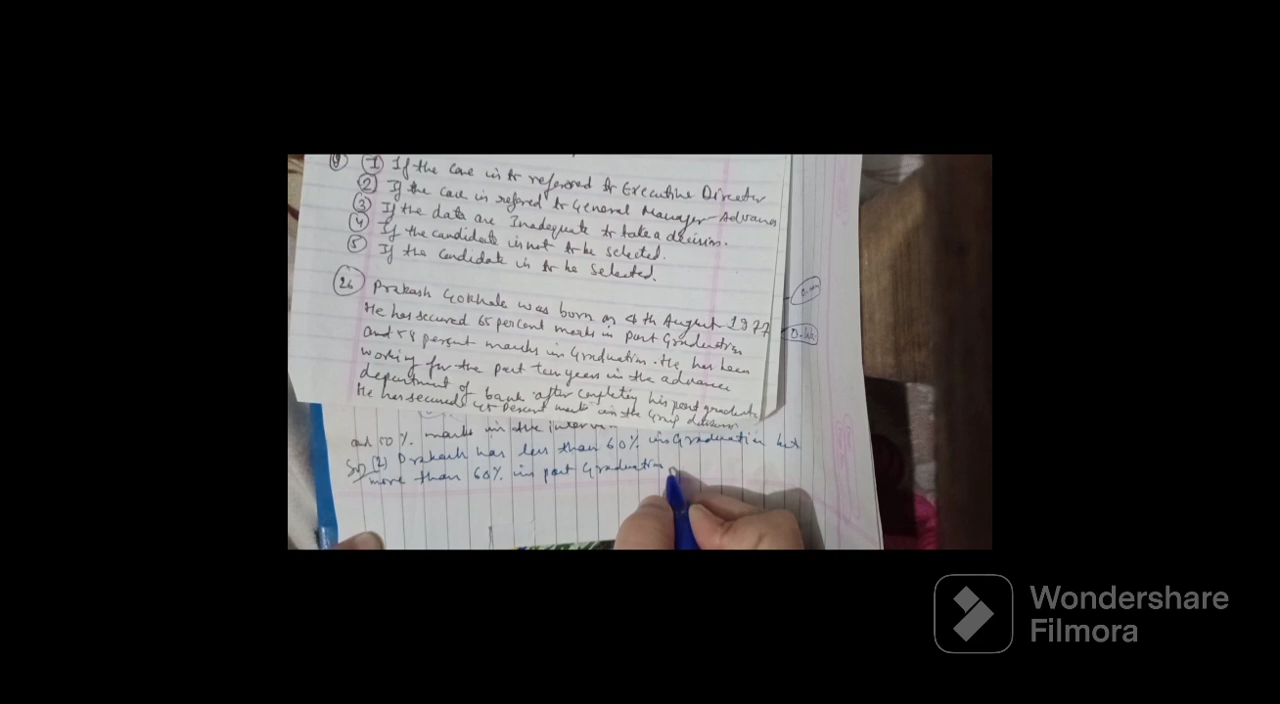 (1) If the case is to referred to Executive Director
(2) If the case is refered to General Manager-Advances
(3) If the data are Inadequate to take a decision.
(4) If the candidate is not to be selected.
(5) If the candidate is to be selected.
(26) Prakash Gokhale was born on 4th August 1977
He has secured 65 percent marks in post Graduation
and 58 percent marks in Graduation. He has been
working for the past ten years in the advance
department of bank after completing his post graduate
He has secured 45 percent marks in the Group discussion
and 50%. marks in the
Sol) (2) Prakash has less than 60% in Graduation but
more than 60% in post Graduation
Wondershare
Filmora